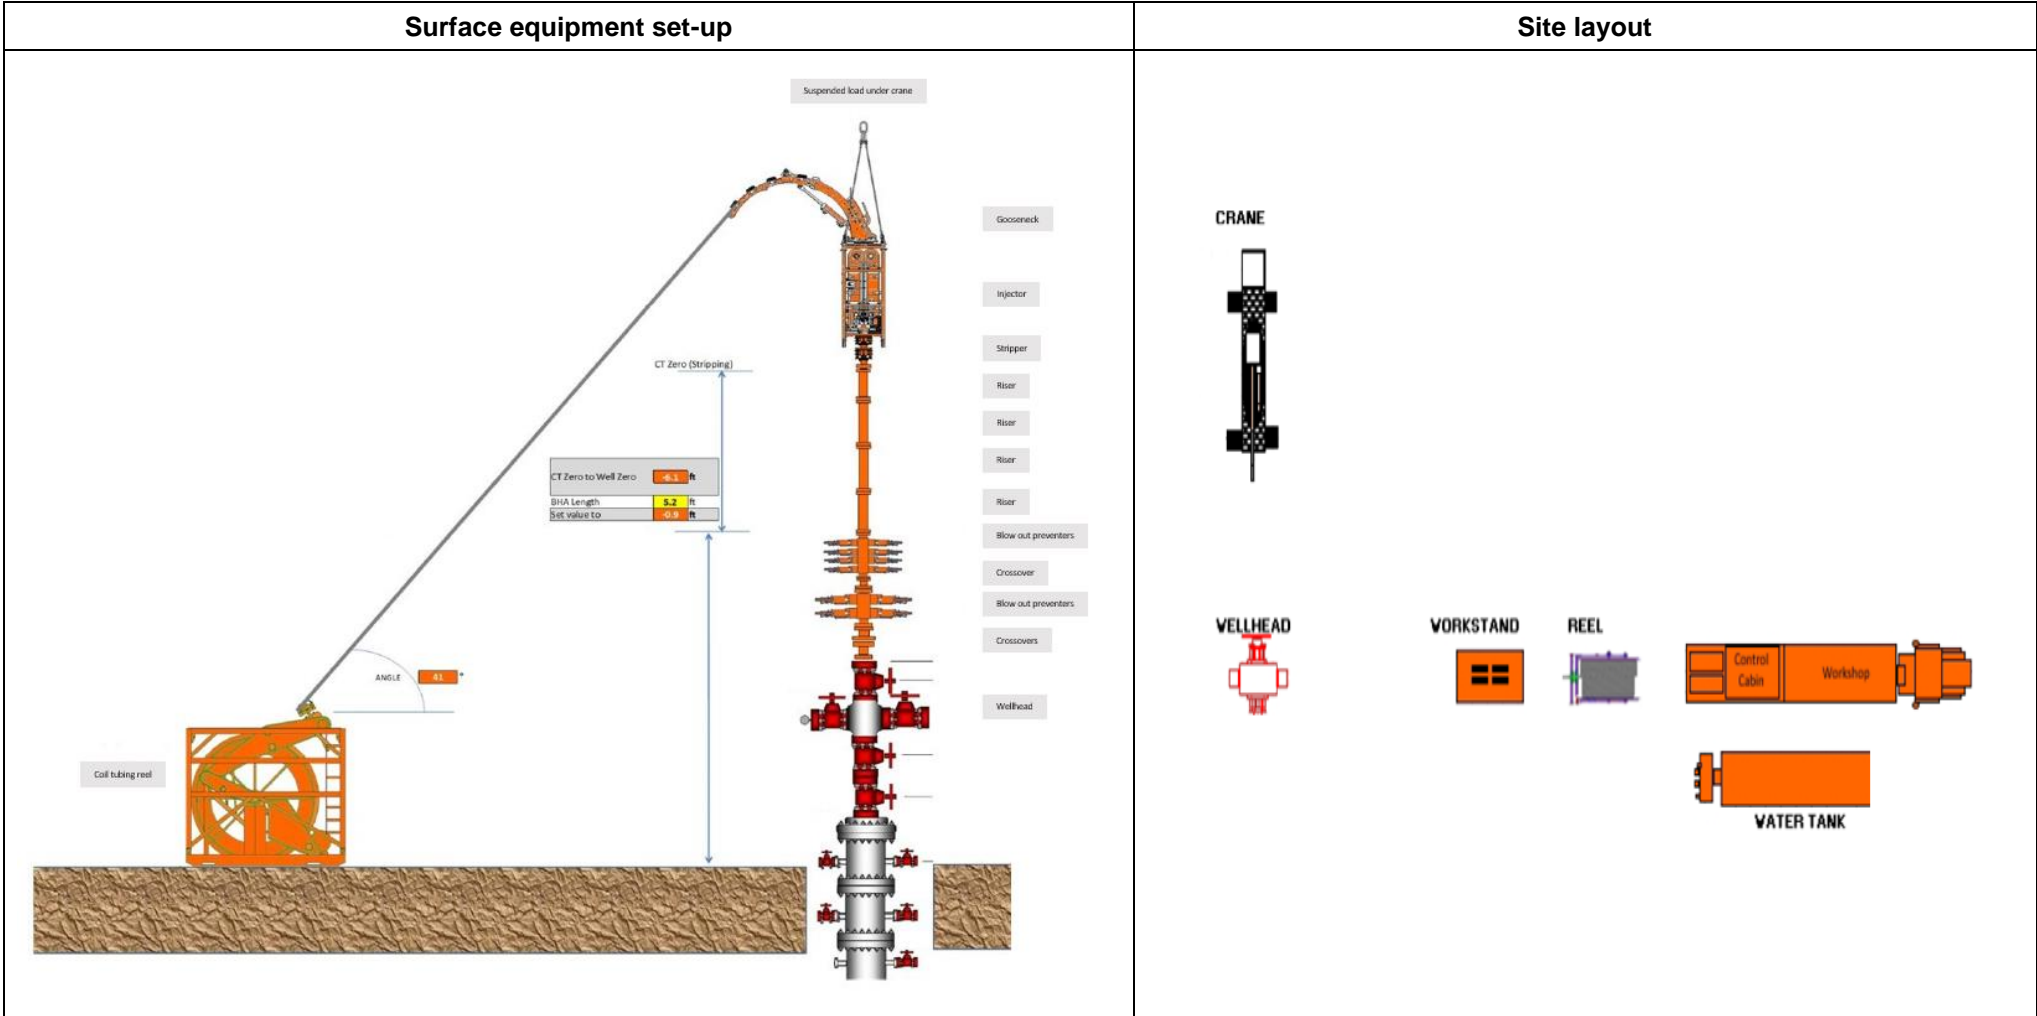 Surface equipment set-up
Site layout
Suspended load under crane
Gooseneck
Injector
Stripper
CT Zero (Stripping)
Riser
Riser
Riser
Riser
CT Zero to Well Zero -6.1 ft
BHA Length 5.2 ft
Set value to -0.9 ft
Blow out preventers
Crossover
Blow out preventers
Crossovers
ANGLE 41 °
Wellhead
Coil tubing reel
CRANE
WELLHEAD
WORKSTAND
REEL
Control
Cabin
Workshop
WATER TANK